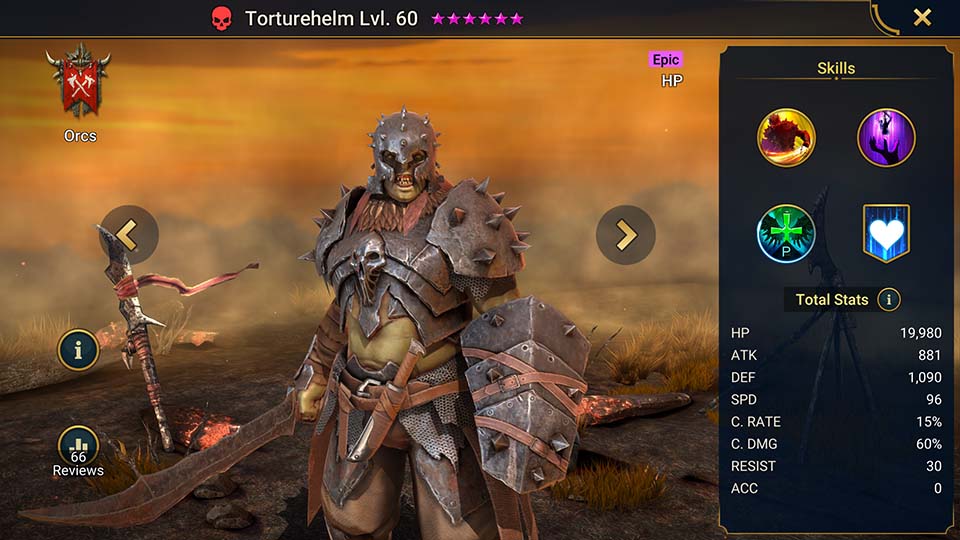 Torturehelm Lvl. 60
Orcs
Epic
HP
Skills
P
Total Stats i
HP 19,980
ATK 881
DEF 1,090
SPD 96
C. RATE 15%
C. DMG 60%
RESIST 30
ACC 0
i
66
Reviews